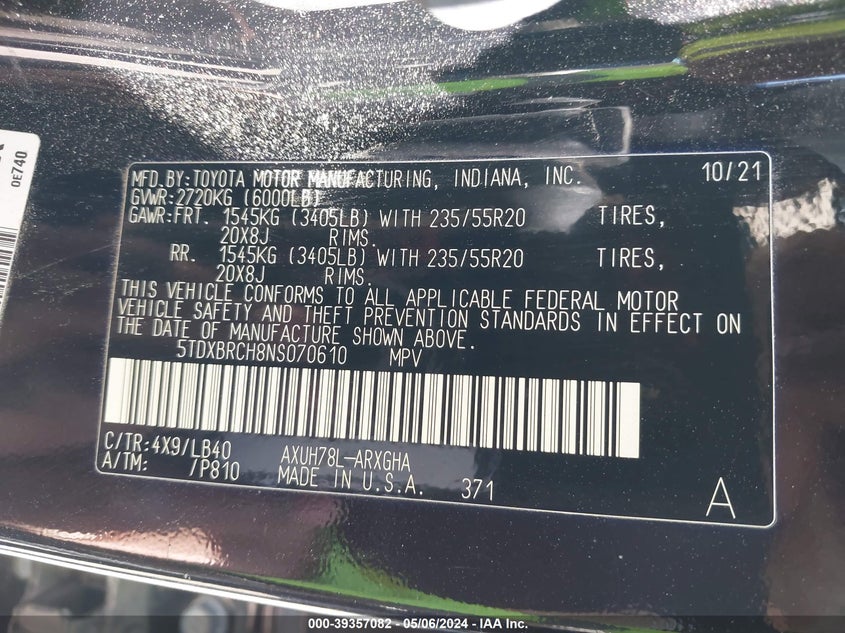 0E740
MFD.BY:TOYOTA MOTOR MANUFACTURING, INDIANA, INC. 10/21
GVWR:2720KG (6000LB)
GAWR:FRT. 1545KG (3405LB) WITH 235/55R20 TIRES,
20X8J RIMS.
RR. 1545KG (3405LB) WITH 235/55R20 TIRES,
20X8J RIMS.
THIS VEHICLE CONFORMS TO ALL APPLICABLE FEDERAL MOTOR
VEHICLE SAFETY AND THEFT PREVENTION STANDARDS IN EFFECT ON
THE DATE OF MANUFACTURE SHOWN ABOVE.
5TDXBRCH8NS070610 MPV
C/TR:4X9/LB40 AXUH78L-ARXGHA
A/TM: /P810 MADE IN U.S.A. 371
A
000-39357082 - 05/06/2024 - IAA Inc.